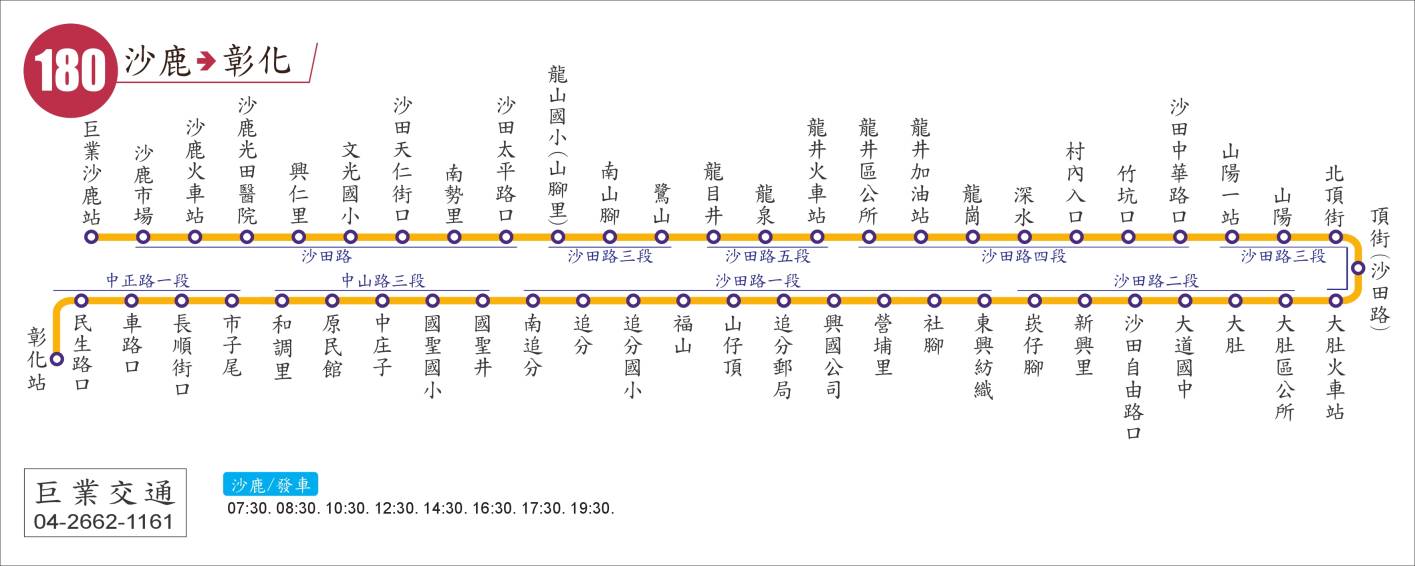 180
沙鹿➔彰化
巨業沙鹿站
沙鹿市場
沙鹿火車站
沙鹿光田醫院
興仁里
文光國小
沙田天仁街口
南勢里
沙田太平路口
龍山國小(山腳里)
南山腳
鷺山
龍目井
龍泉
龍井火車站
龍井區公所
龍井加油站
龍崗
深水
村內入口
竹坑口
沙田中華路口
山陽一站
山陽
北頂街
頂街(沙田路)
沙田路
沙田路三段
沙田路五段
沙田路四段
沙田路三段
中正路一段
中山路三段
沙田路一段
沙田路二段
彰化站
民生路口
車路口
長順街口
市子尾
和調里
原民館
中庄子
國聖國小
國聖井
南追分
追分
追分國小
福山
山仔頂
追分郵局
興國公司
營埔里
社腳
東興紡織
崁仔腳
新興里
沙田自由路口
大道國中
大肚
大肚區公所
大肚火車站
巨業交通
04-2662-1161
沙鹿/發車
07:30. 08:30. 10:30. 12:30. 14:30. 16:30. 17:30. 19:30.